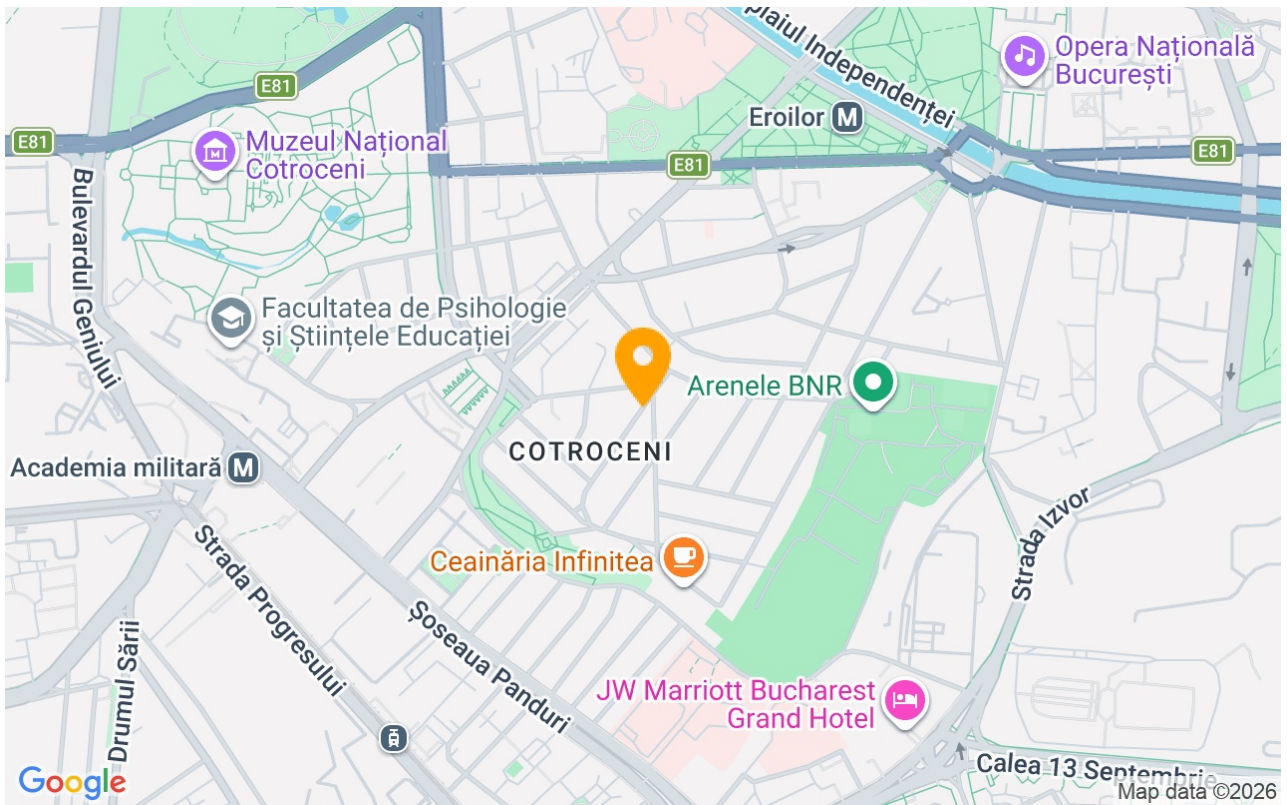 plaiul Independenței
Opera Națională
București
E81
Eroilor M
E81
Muzeul Național
Cotroceni
E81
E81
Bulevardul Geniului
Facultatea de Psihologie
și Științele Educației
Arenele BNR
COTROCENI
Academia militară M
Strada Izvor
Ceainăria Infinitea
Strada Progresului
Șoseaua Panduri
Drumul Sării
JW Marriott Bucharest
Grand Hotel
Calea 13 Septembrie
Google
Map data ©2026